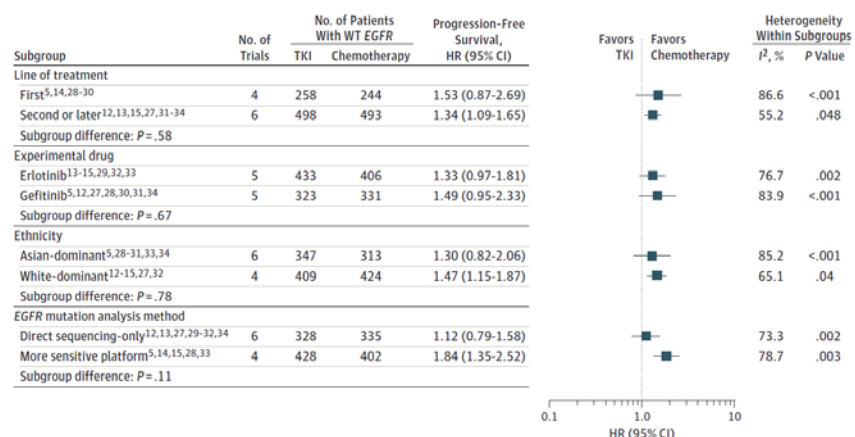 No. of Patients With WT EGFR
Progression-Free Survival, HR (95% CI)
Heterogeneity Within Subgroups
Subgroup No. of Trials TKI Chemotherapy Favors TKI Favors Chemotherapy I², % P Value
Line of treatment
First5,14,28-30 4 258 244 1.53 (0.87-2.69) 86.6 <.001
Second or later12,13,15,27,31-34 6 498 493 1.34 (1.09-1.65) 55.2 .048
Subgroup difference: P = .58
Experimental drug
Erlotinib13-15,29,32,33 5 433 406 1.33 (0.97-1.81) 76.7 .002
Gefitinib5,12,27,28,30,31,34 5 323 331 1.49 (0.95-2.33) 83.9 <.001
Subgroup difference: P = .67
Ethnicity
Asian-dominant5,28-31,33,34 6 347 313 1.30 (0.82-2.06) 85.2 <.001
White-dominant12-15,27,32 4 409 424 1.47 (1.15-1.87) 65.1 .04
Subgroup difference: P = .78
EGFR mutation analysis method
Direct sequencing-only12,13,27,29-32,34 6 328 335 1.12 (0.79-1.58) 73.3 .002
More sensitive platform5,14,15,28,33 4 428 402 1.84 (1.35-2.52) 78.7 .003
Subgroup difference: P = .11
0.1 1.0 10
HR (95% CI)